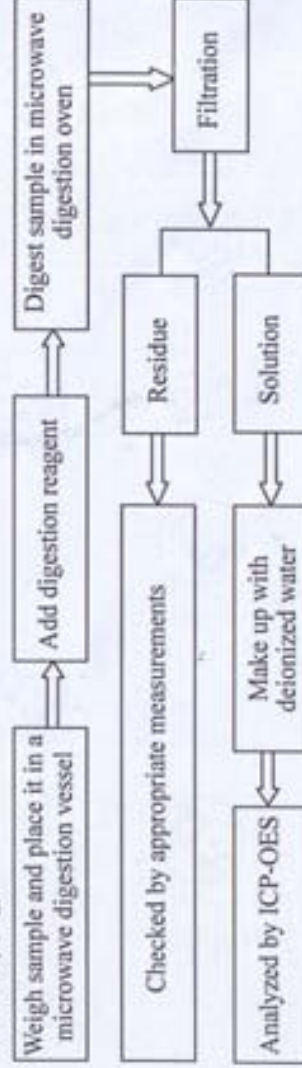 Weigh sample and place it in a
microwave digestion vessel
Add digestion reagent
Digest sample in microwave
digestion oven
Filtration
Residue
Checked by appropriate measurements
Solution
Make up with
deionized water
Analyzed by ICP-OES